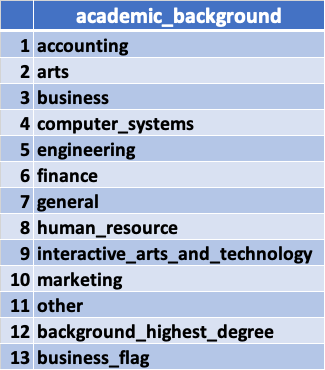 academic_background
1 accounting
2 arts
3 business
4 computer_systems
5 engineering
6 finance
7 general
8 human_resource
9 interactive_arts_and_technology
10 marketing
11 other
12 background_highest_degree
13 business_flag